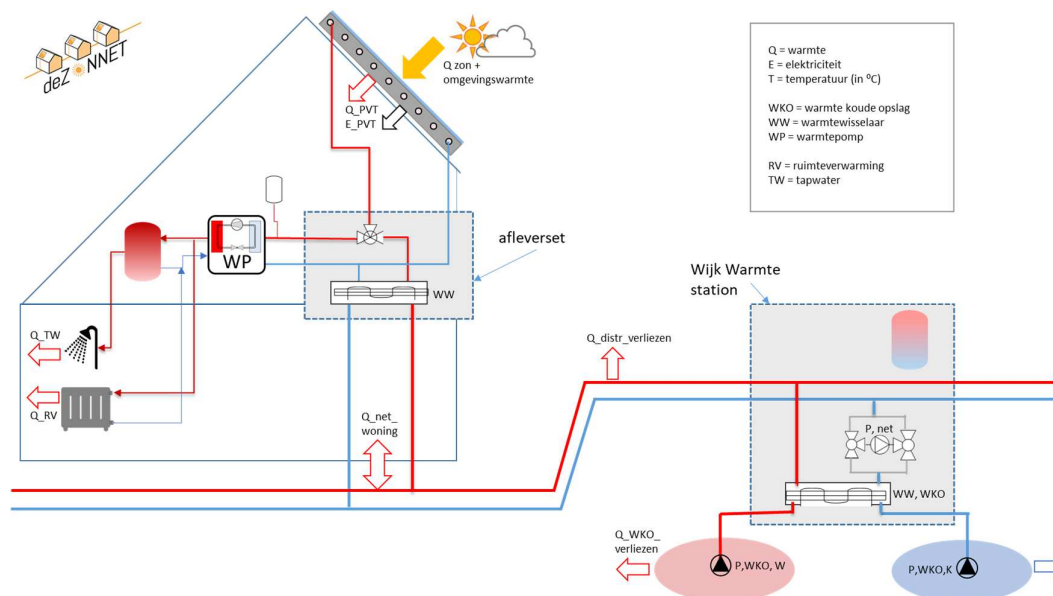 deZONNET
Q zon +
omgevingswarmte
Q_PVT
E_PVT
Q = warmte
E = elektriciteit
T = temperatuur (in ⁰C)
WKO = warmte koude opslag
WW = warmtewisselaar
WP = warmtepomp
RV = ruimteverwarming
TW = tapwater
WP
afleverset
WW
Wijk Warmte
station
Q_TW
Q_RV
Q_net_
woning
Q_distr_verliezen
P, net
WW, WKO
Q_WKO_
verliezen
P,WKO, W
P,WKO,K